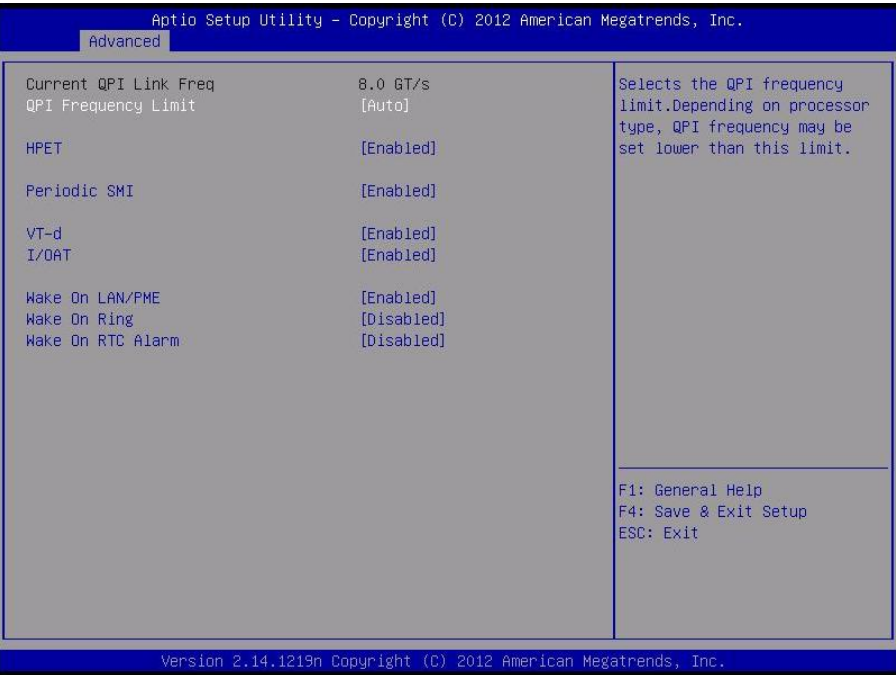 Aptio Setup Utility – Copyright (C) 2012 American Megatrends, Inc.
Advanced
Current QPI Link Freq 8.0 GT/s
QPI Frequency Limit [Auto]
HPET [Enabled]
Periodic SMI [Enabled]
VT-d [Enabled]
I/OAT [Enabled]
Wake On LAN/PME [Enabled]
Wake On Ring [Disabled]
Wake On RTC Alarm [Disabled]
Selects the QPI frequency
limit.Depending on processor
type, QPI frequency may be
set lower than this limit.
F1: General Help
F4: Save & Exit Setup
ESC: Exit
Version 2.14.1219n Copyright (C) 2012 American Megatrends, Inc.